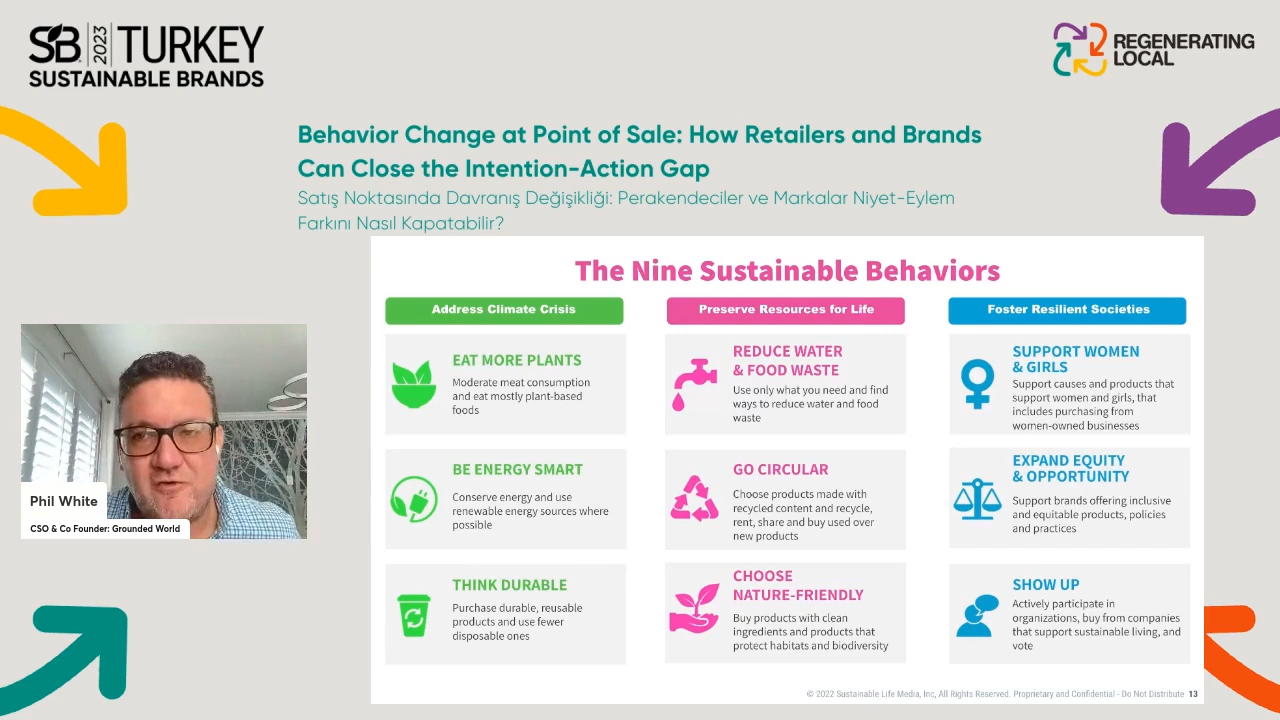 SB 2023 TURKEY
SUSTAINABLE BRANDS
REGENERATING
LOCAL
Behavior Change at Point of Sale: How Retailers and Brands
Can Close the Intention-Action Gap
Satış Noktasında Davranış Değişikliği: Perakendeciler ve Markalar Niyet-Eylem
Farkını Nasıl Kapatabilir?
The Nine Sustainable Behaviors
Address Climate Crisis
EAT MORE PLANTS
Moderate meat consumption
and eat mostly plant-based
foods
BE ENERGY SMART
Conserve energy and use
renewable energy sources where
possible
THINK DURABLE
Purchase durable, reusable
products and use fewer
disposable ones
Preserve Resources for Life
REDUCE WATER
& FOOD WASTE
Use only what you need and find
ways to reduce water and food
waste
GO CIRCULAR
Choose products made with
recycled content and recycle,
rent, share and buy used over
new products
CHOOSE
NATURE-FRIENDLY
Buy products with clean
ingredients and products that
protect habitats and biodiversity
Foster Resilient Societies
SUPPORT WOMEN
& GIRLS
Support causes and products that
support women and girls, that
includes purchasing from
women-owned businesses
EXPAND EQUITY
& OPPORTUNITY
Support brands offering inclusive
and equitable products, policies
and practices
SHOW UP
Actively participate in
organizations, buy from companies
that support sustainable living, and
vote
© 2022 Sustainable Life Media, Inc, All Rights Reserved. Proprietary and Confidential - Do Not Distribute 13
Phil White
CSO & Co Founder: Grounded World